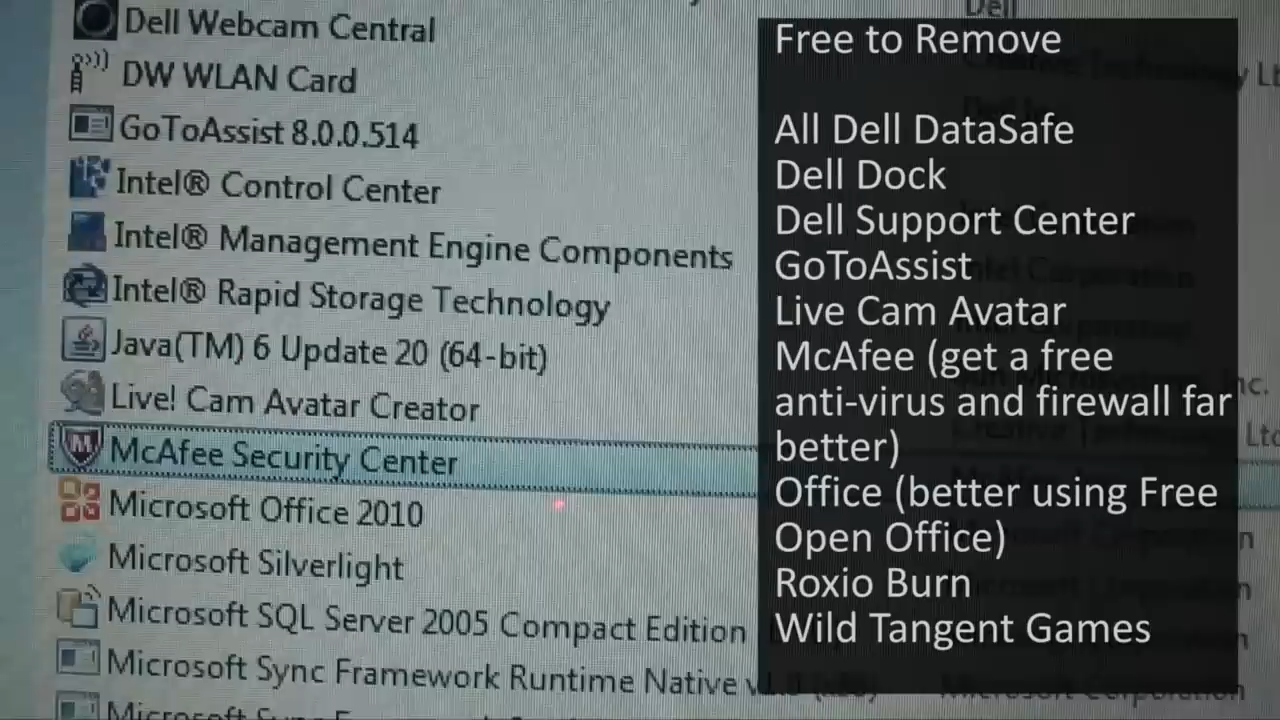 Dell Webcam Central
DW WLAN Card
GoToAssist 8.0.0.514
Intel® Control Center
Intel® Management Engine Components
Intel® Rapid Storage Technology
Java(TM) 6 Update 20 (64-bit)
Live! Cam Avatar Creator
McAfee Security Center
Microsoft Office 2010
Microsoft Silverlight
Microsoft SQL Server 2005 Compact Edition
Microsoft Sync Framework Runtime Native
Dell
Free to Remove
All Dell DataSafe
Dell Dock
Dell Support Center
GoToAssist
Live Cam Avatar
McAfee (get a free
anti-virus and firewall far
better)
Office (better using Free
Open Office)
Roxio Burn
Wild Tangent Games